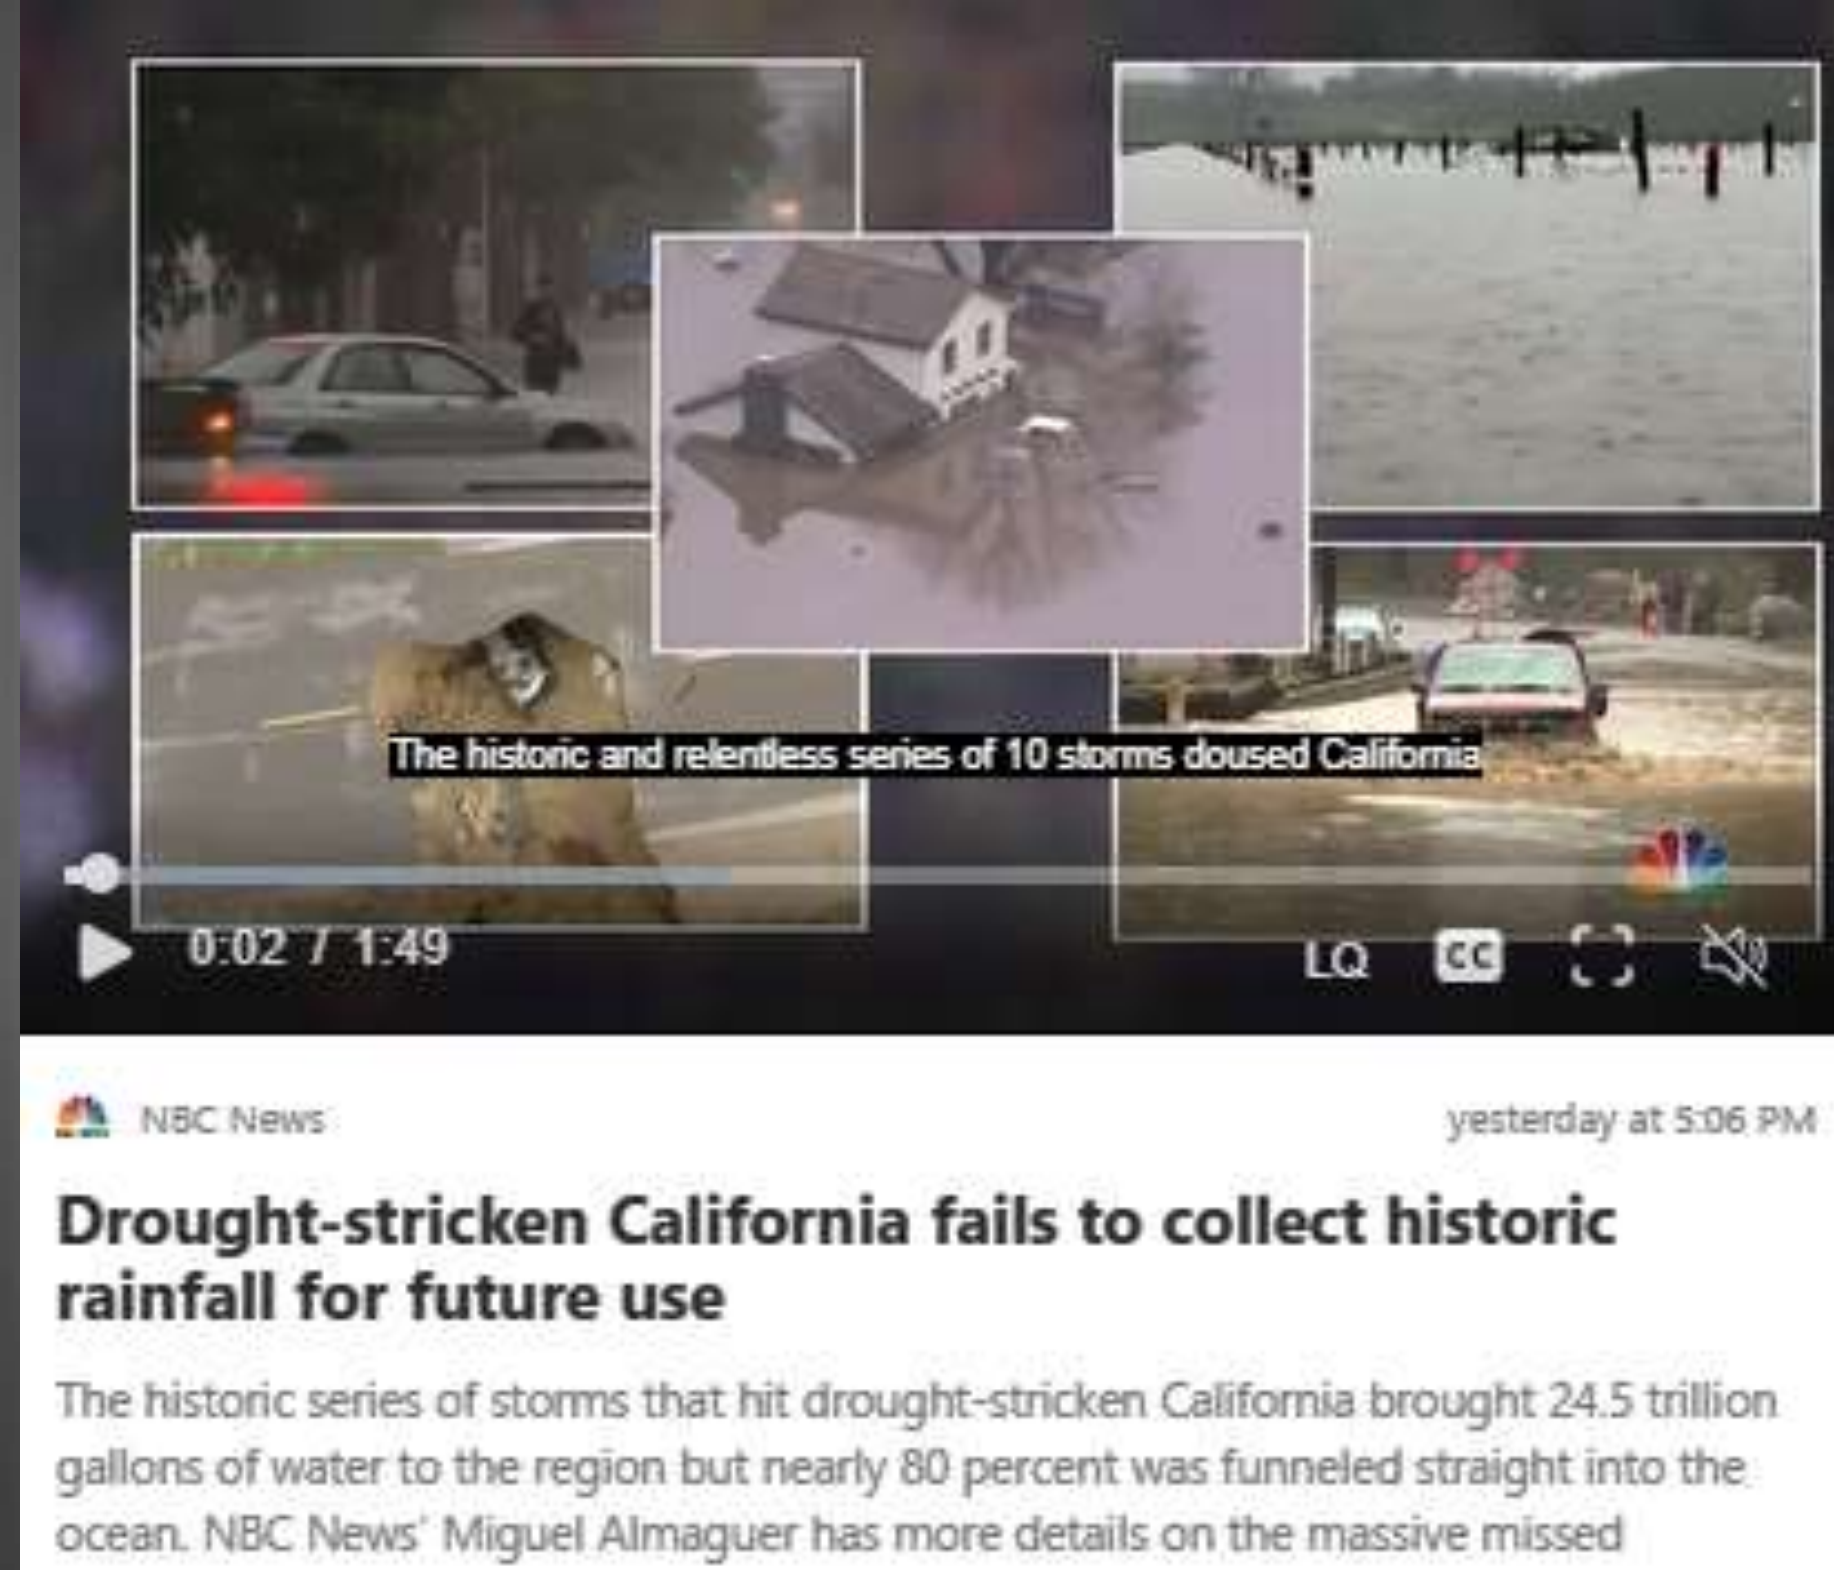 The historic and relentless series of 10 storms doused California
0:02 / 1:49
LQ CC
NBC News
yesterday at 5:06 PM
Drought-stricken California fails to collect historic
rainfall for future use
The historic series of storms that hit drought-stricken California brought 24.5 trillion
gallons of water to the region but nearly 80 percent was funneled straight into the
ocean. NBC News' Miguel Almaguer has more details on the massive missed